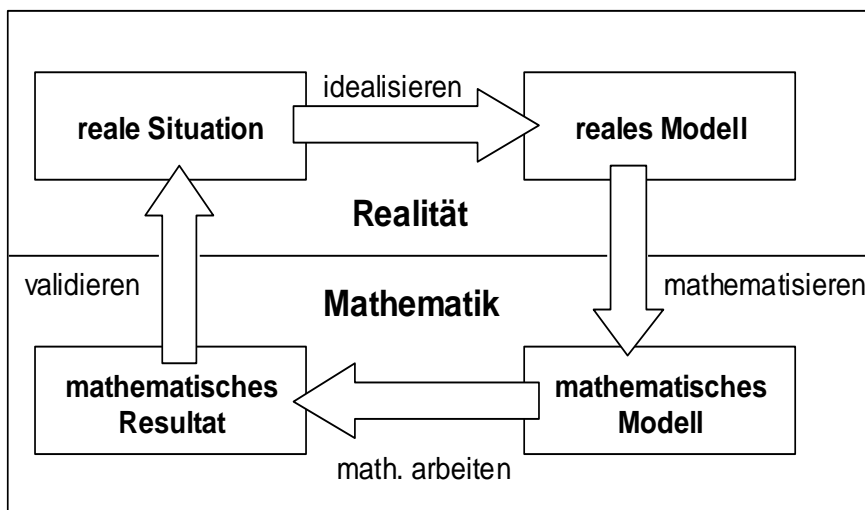 idealisieren
reale Situation
reales Modell
Realität
validieren
mathematisieren
Mathematik
mathematisches
Resultat
mathematisches
Modell
math. arbeiten